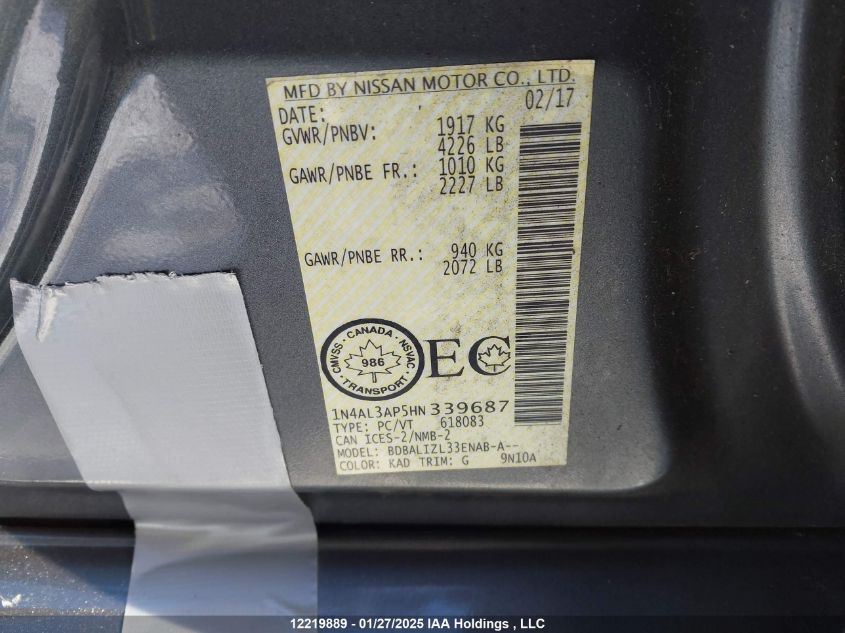 MFD BY NISSAN MOTOR CO., LTD.
DATE: 02/17
GVWR/PNBV: 1917 KG
4226 LB
GAWR/PNBE FR.: 1010 KG
2227 LB
GAWR/PNBE RR.: 940 KG
2072 LB
CANADA
CMVSS NSVAC
986
TRANSPORT
EC
1N4AL3AP5HN339687
TYPE: PC/VT 618083
CAN ICES-2/NMB-2
MODEL: BDBALIZL33ENAB-A--
COLOR: KAD TRIM: G 9N10A
12219889 - 01/27/2025 IAA Holdings , LLC